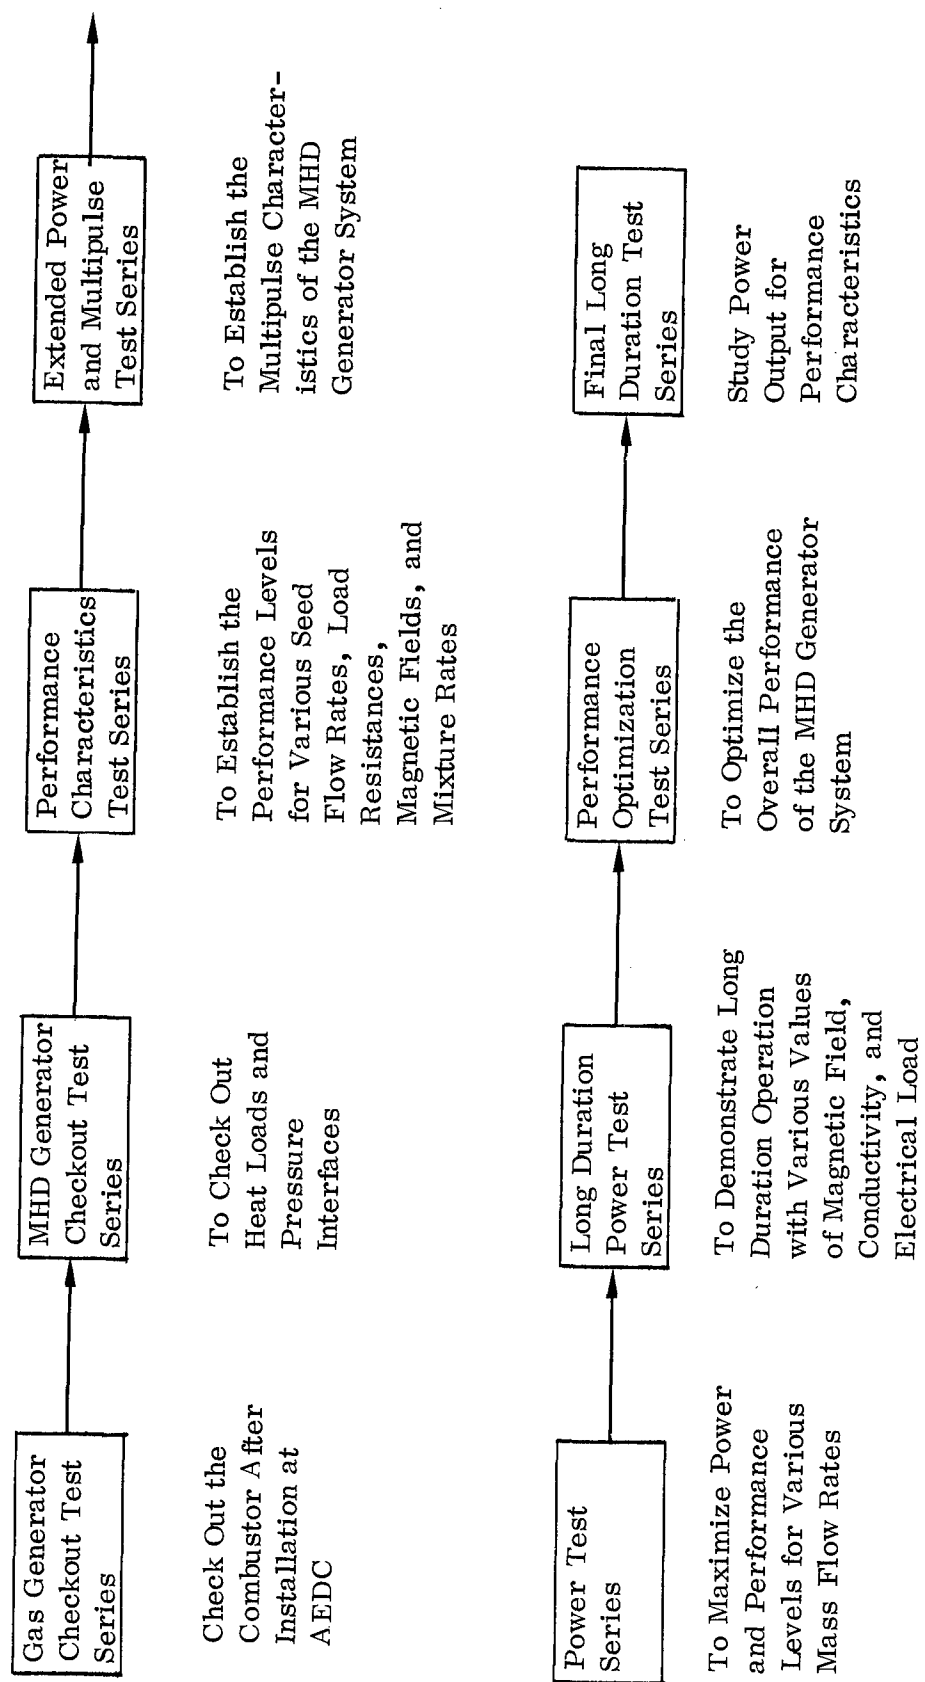 Gas Generator
Checkout Test
Series
Check Out the
Combustor After
Installation at
AEDC
MHD Generator
Checkout Test
Series
To Check Out
Heat Loads and
Pressure
Interfaces
Performance
Characteristics
Test Series
To Establish the
Performance Levels
for Various Seed
Flow Rates, Load
Resistances,
Magnetic Fields, and
Mixture Rates
Extended Power
and Multipulse
Test Series
To Establish the
Multipulse Character-
istics of the MHD
Generator System
Power Test
Series
To Maximize Power
and Performance
Levels for Various
Mass Flow Rates
Long Duration
Power Test
Series
To Demonstrate Long
Duration Operation
with Various Values
of Magnetic Field,
Conductivity, and
Electrical Load
Performance
Optimization
Test Series
To Optimize the
Overall Performance
of the MHD Generator
System
Final Long
Duration Test
Series
Study Power
Output for
Performance
Characteristics